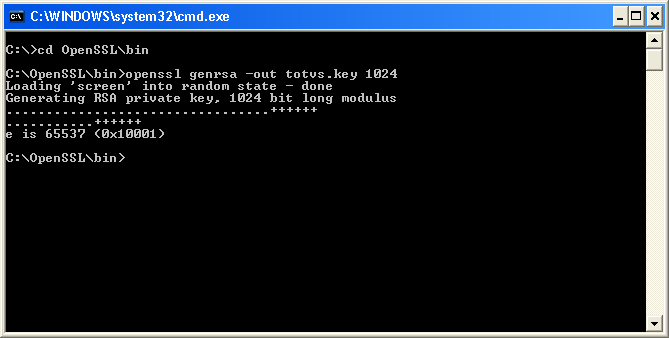 C:\WINDOWS\system32\cmd.exe
C:\>cd OpenSSL\bin
C:\OpenSSL\bin>openssl genrsa -out totvs.key 1024
Loading 'screen' into random state - done
Generating RSA private key, 1024 bit long modulus
.................................++++++
...........++++++
e is 65537 (0x10001)
C:\OpenSSL\bin>